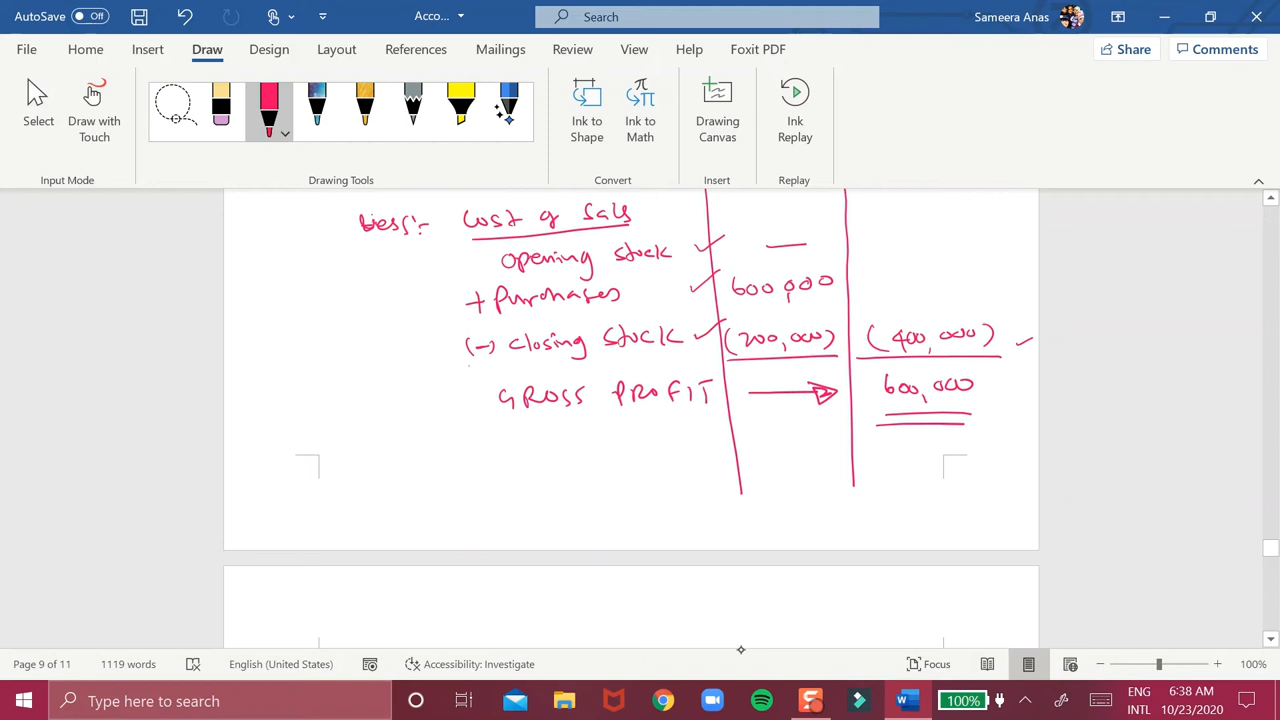 AutoSave Off Acco... Search Sameera Anas
File Home Insert Draw Design Layout References Mailings Review View Help Foxit PDF Share Comments
Select Draw with Touch Ink to Shape Ink to Math Drawing Canvas Ink Replay
Input Mode Drawing Tools Convert Insert Replay
Less:- Cost of Sales
opening stock —
+ Purchases 600,000
(-) closing stock (200,000) (400,000)
GROSS PROFIT 600,000
Page 9 of 11 1119 words English (United States) Accessibility: Investigate Focus 100%
Type here to search 100% ENG 6:38 AM
INTL 10/23/2020